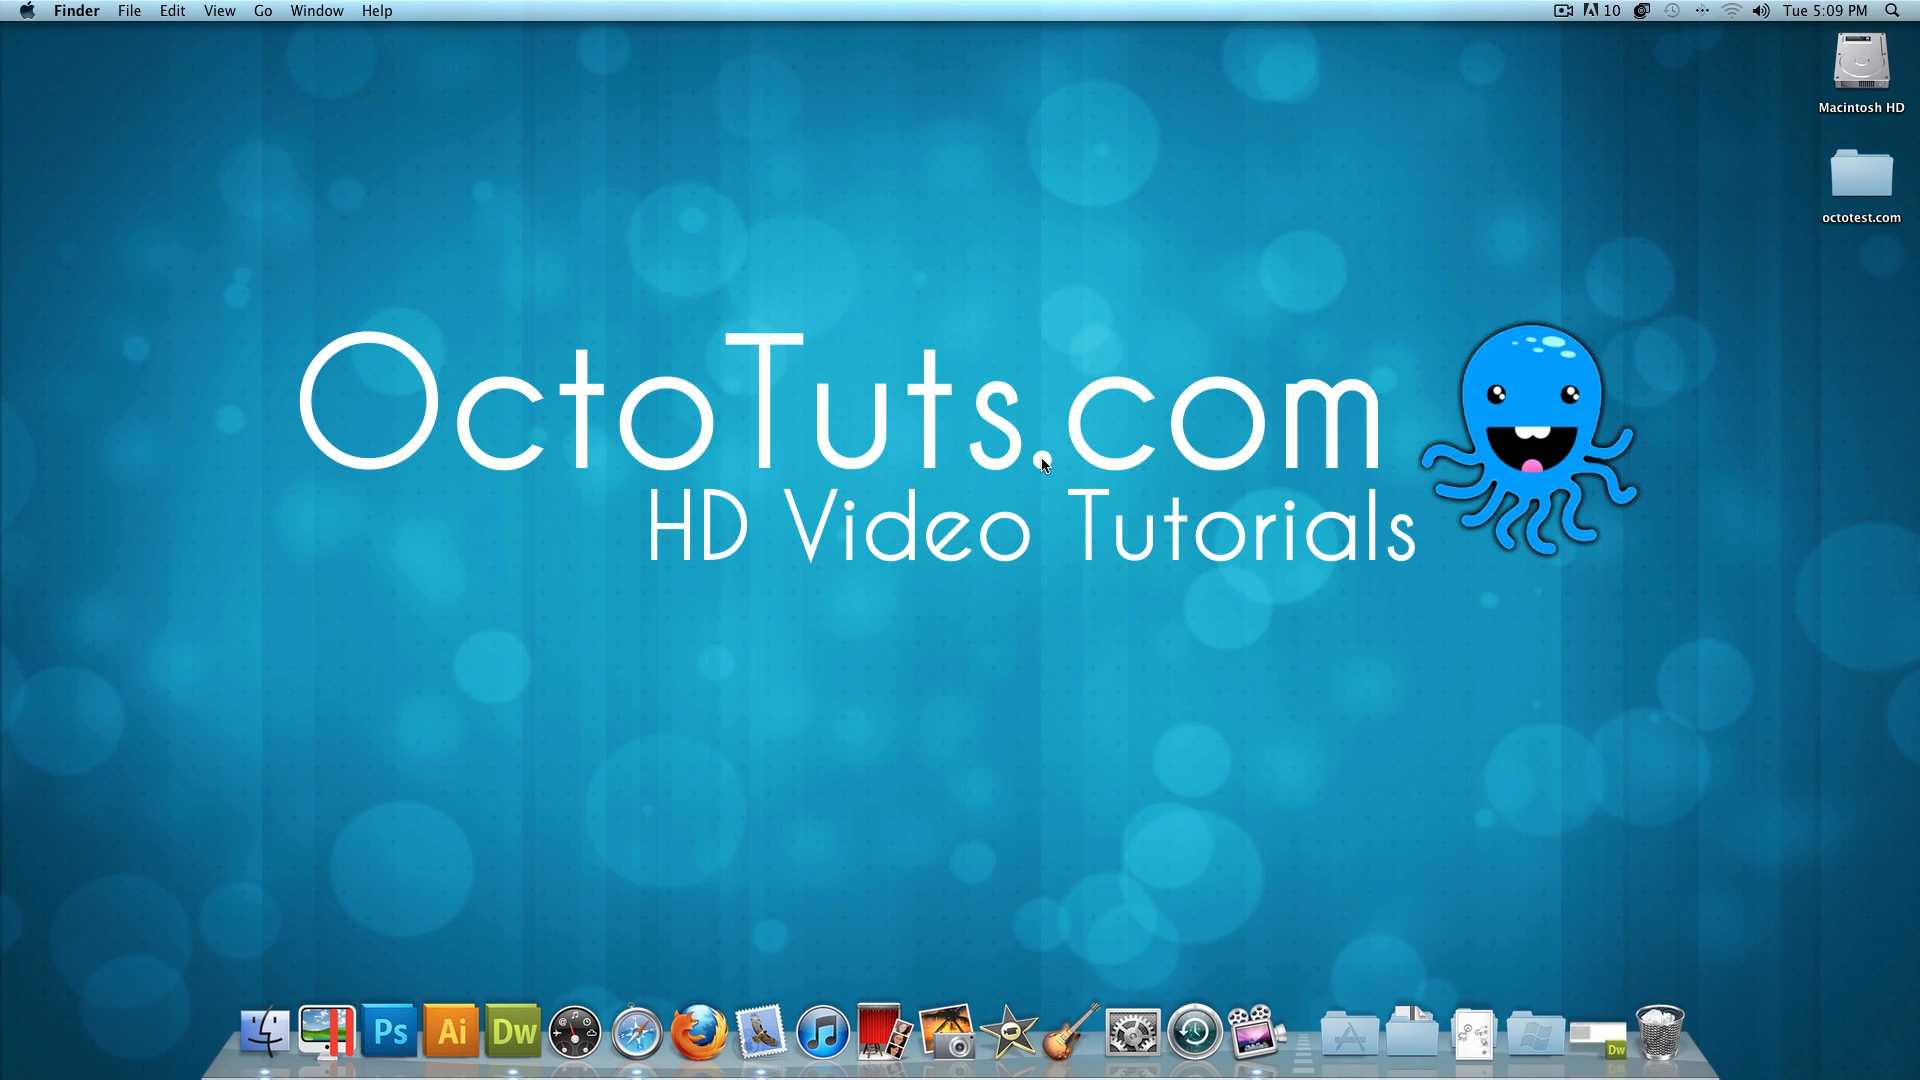 Finder File Edit View Go Window Help 10 Tue 5:09 PM
Macintosh HD
octotest.com
OctoTuts.com
HD Video Tutorials
Ps Ai Dw
Dw